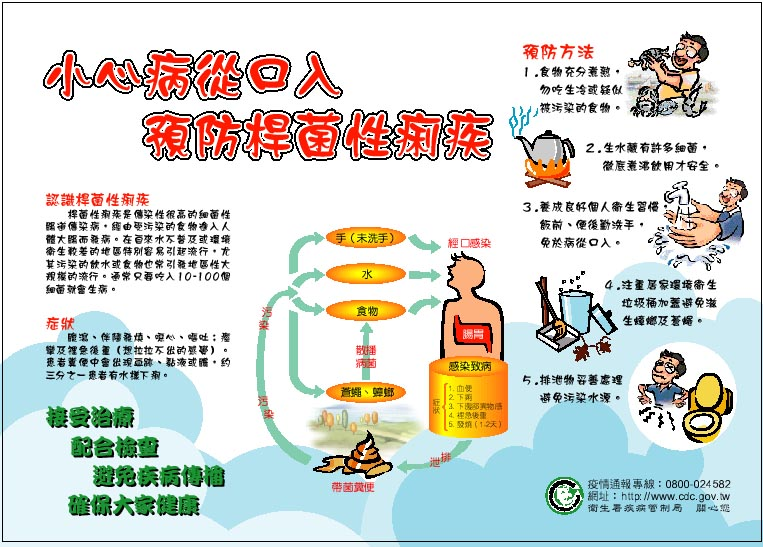 小心病從口入
預防桿菌性痢疾
認識桿菌性痢疾
桿菌性痢疾是傳染性很高的細菌性
腸道傳染病，經由受污染的食物進入人
體大腸而發病。在自來水不普及或環境
衛生較差的地區特別容易引起流行，尤
其污染的飲水或食物也常引發地區性大
規模的流行。通常只要吃入10-100個
細菌就會生病。
症狀
腹瀉、伴隨發燒、噁心、嘔吐；痙
攣及裡急後重（想拉拉不出的感覺）。
患者糞便中會出現血跡、黏液或膿，約
三分之一患者有水樣下痢。
接受治療
配合檢查
避免疾病傳播
確保大家健康
手（未洗手）
水
食物
蒼蠅、蟑螂
散播
病菌
污染
污染
帶菌糞便
排泄
經口感染
腸胃
感染致病
症狀
1. 血便
2. 下痢
3. 下腹部異物感
4. 裡急後重
5. 發燒（1-2天）
預防方法
1.食物充分煮熟，
勿吃生冷或疑似
被污染的食物。
2.生水藏有許多細菌，
徹底煮沸飲用才安全。
3.養成良好個人衛生習慣，
飯前、便後勤洗手，
免於病從口入。
4.注重居家環境衛生
垃圾桶加蓋避免滋
生蟑螂及蒼蠅。
5.排泄物妥善處理
避免污染水源。
疫情通報專線：0800-024582
網址：http://www.cdc.gov.tw
衛生署疾病管制局 關心您